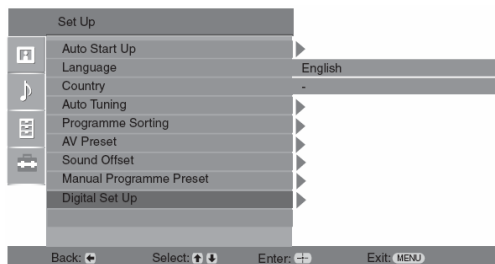 Set Up
Auto Start Up
Language English
Country -
Auto Tuning
Programme Sorting
AV Preset
Sound Offset
Manual Programme Preset
Digital Set Up
Back: Select: Enter: Exit: MENU